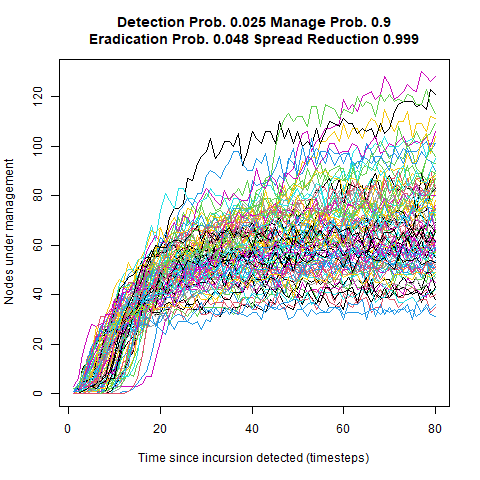 Detection Prob. 0.025 Manage Prob. 0.9
Eradication Prob. 0.048 Spread Reduction 0.999
Nodes under management
120
100
80
60
40
20
0
0 20 40 60 80
Time since incursion detected (timesteps)